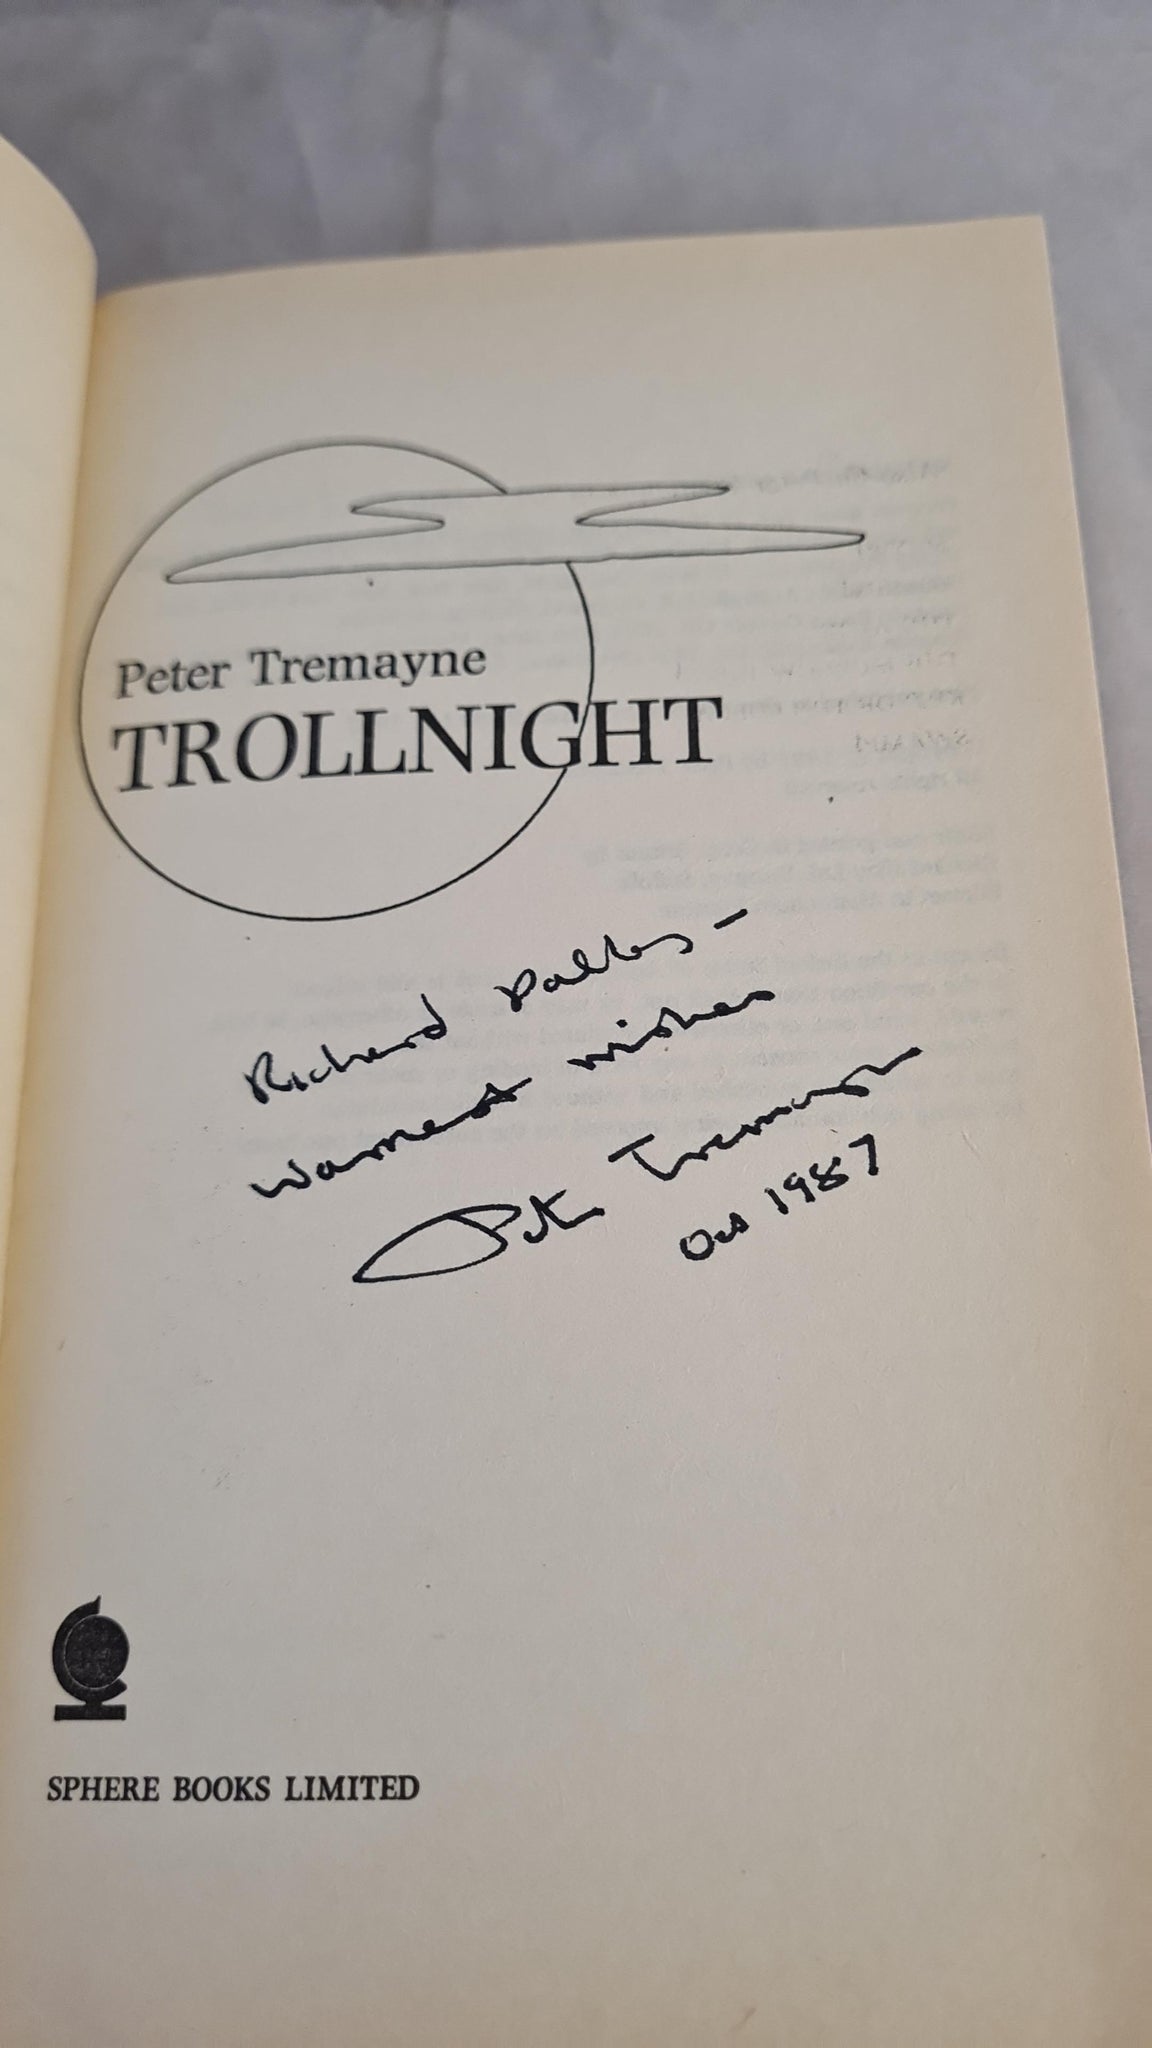 Peter Tremayne
TROLLNIGHT
Richard Dalby -
Warmest wishes
Peter Tremayne
Oct 1987
SPHERE BOOKS LIMITED